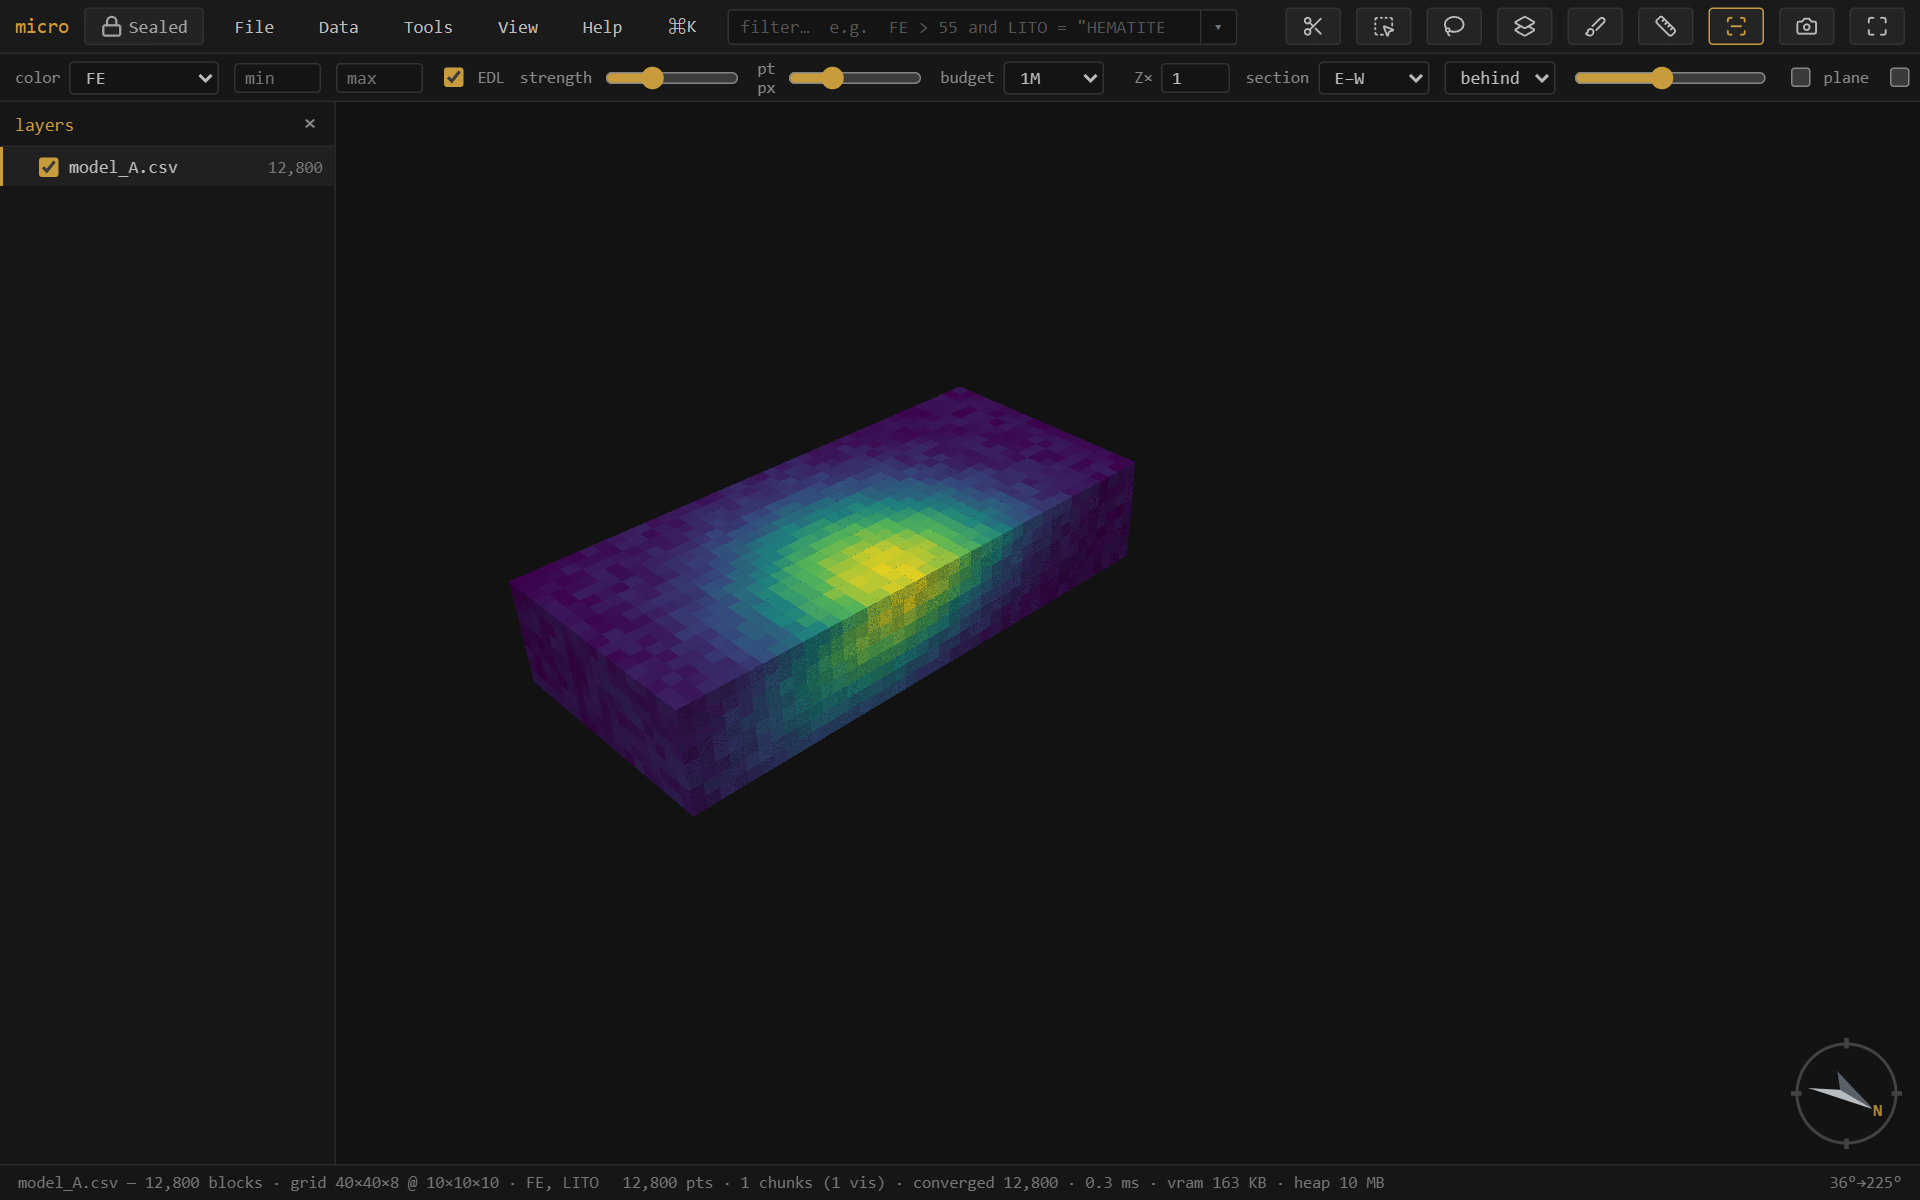 micro Sealed File Data Tools View Help ⌘K filter… e.g. FE > 55 and LITO = "HEMATITE
color FE min max EDL strength pt px budget 1M Z× 1 section E–W behind plane
layers ×
model_A.csv 12,800
N
model_A.csv — 12,800 blocks · grid 40×40×8 @ 10×10×10 · FE, LITO 12,800 pts · 1 chunks (1 vis) · converged 12,800 · 0.3 ms · vram 163 KB · heap 10 MB 36°→225°